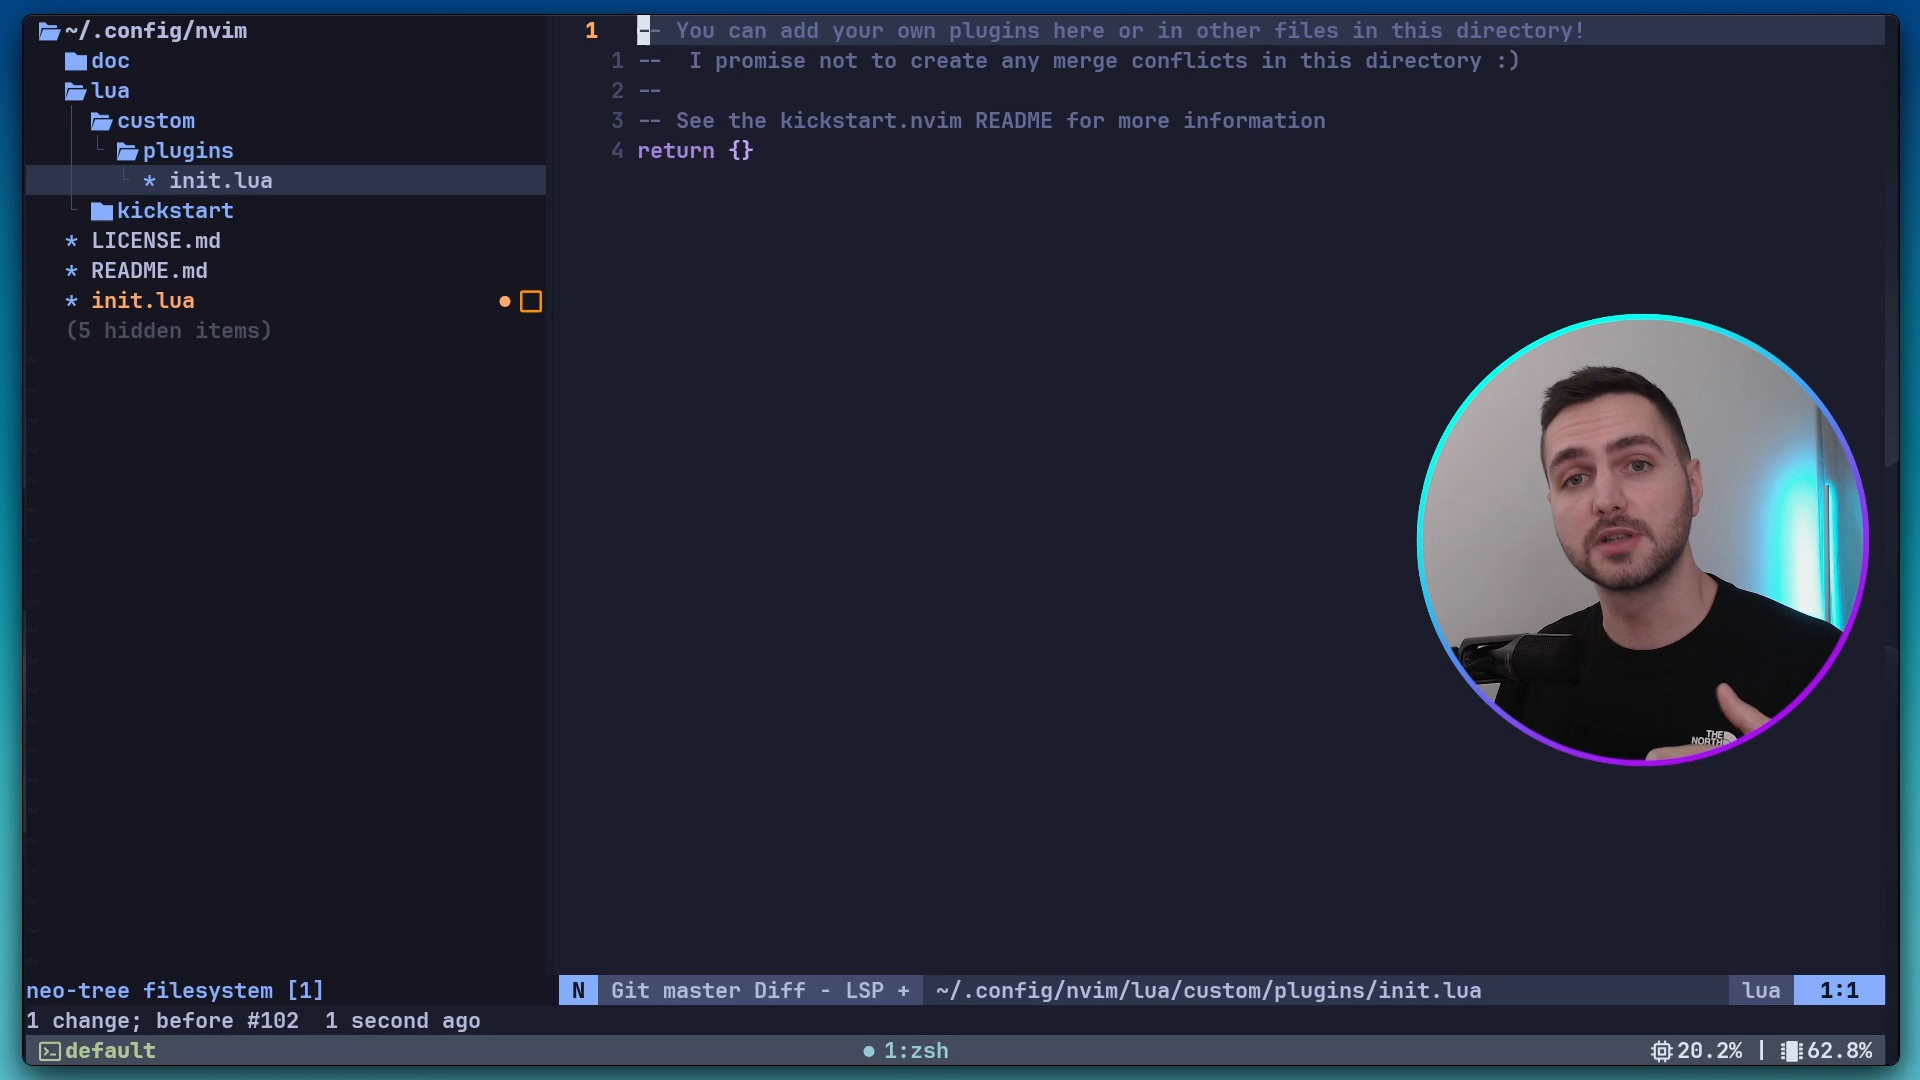 ~/.config/nvim
doc
lua
custom
plugins
* init.lua
kickstart
* LICENSE.md
* README.md
* init.lua
(5 hidden items)
neo-tree filesystem [1]
1 -- You can add your own plugins here or in other files in this directory!
1 --  I promise not to create any merge conflicts in this directory :)
2 --
3 -- See the kickstart.nvim README for more information
4 return {}
THE
NORTH
N Git master Diff - LSP + ~/.config/nvim/lua/custom/plugins/init.lua lua 1:1
1 change; before #102  1 second ago
default ● 1:zsh 20.2% | 62.8%